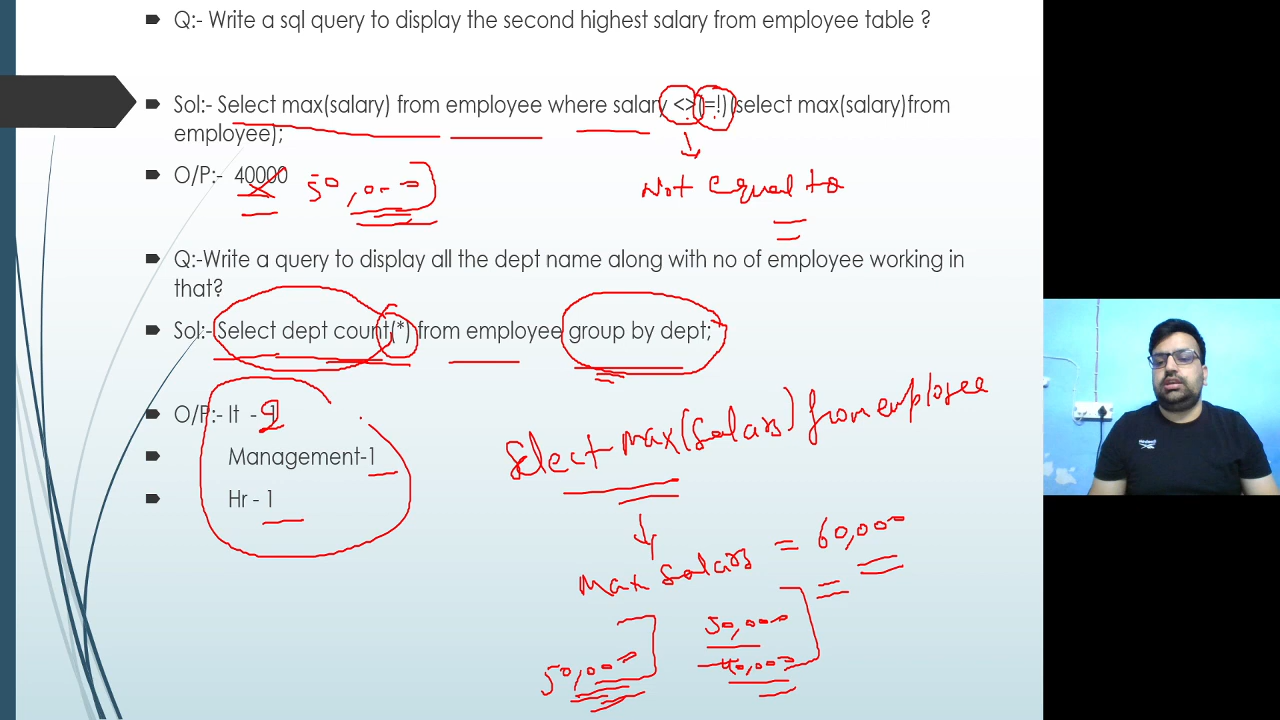 Q:- Write a sql query to display the second highest salary from employee table ?
Sol:- Select max(salary) from employee where salary <>(=!)(select max(salary)from
employee);
O/P:- 40000 50,000
Not equal to
Q:-Write a query to display all the dept name along with no of employee working in
that?
Sol:- Select dept count(*) from employee group by dept;
O/P:- It - 2
Management-1
Hr - 1
Select max(salary) from employee
Max salary = 60,000
50,000
40,000
50,000